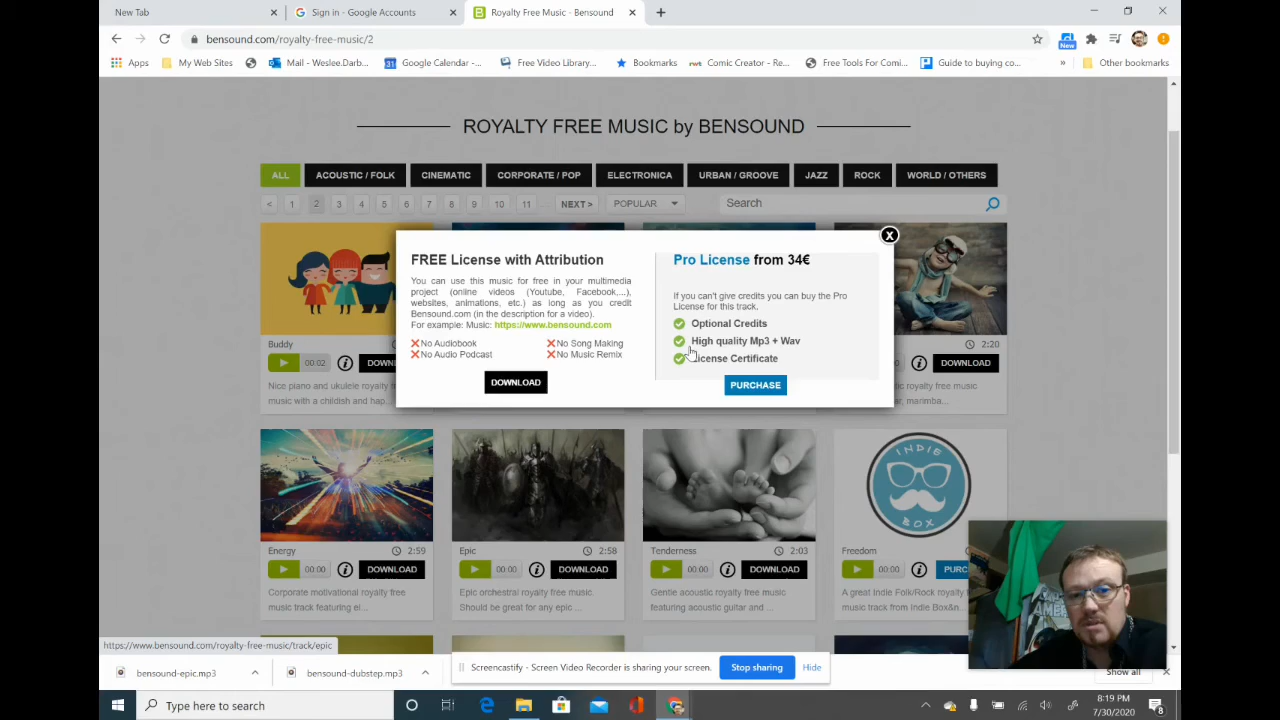 New Tab
Sign in - Google Accounts
Royalty Free Music - Bensound
bensound.com/royalty-free-music/2
New
Apps
My Web Sites
Mail - Weslee.Darb...
Google Calendar -...
Free Video Library...
Bookmarks
Comic Creator - Re...
Free Tools For Comi...
Guide to buying co...
»
Other bookmarks
ROYALTY FREE MUSIC by BENSOUND
ALL
ACOUSTIC / FOLK
CINEMATIC
CORPORATE / POP
ELECTRONICA
URBAN / GROOVE
JAZZ
ROCK
WORLD / OTHERS
< 1 2 3 4 5 6 7 8 9 10 11 ... NEXT >
POPULAR
Search
X
FREE License with Attribution
You can use this music for free in your multimedia
project (online videos (Youtube, Facebook,...),
websites, animations, etc.) as long as you credit
Bensound.com (in the description for a video).
For example: Music: https://www.bensound.com
No Audiobook
No Song Making
No Audio Podcast
No Music Remix
DOWNLOAD
Pro License from 34€
If you can't give credits you can buy the Pro
License for this track.
Optional Credits
High quality Mp3 + Wav
License Certificate
PURCHASE
Buddy
00:02
DOWN
Nice piano and ukulele royalty
music with a childish and hap...
2:20
DOWNLOAD
royalty free
ar, marimba...
INDIE
BOX
Energy
2:59
00:00
DOWNLOAD
Corporate motivational royalty free
music track featuring el...
Epic
2:58
00:00
DOWNLOAD
Epic orchestral royalty free music.
Should be great for any epic ...
Tenderness
2:03
00:00
DOWNLOAD
Gentle acoustic royalty free music
featuring acoustic guitar and ...
Freedom
00:00
PURC
A great Indie Folk/Rock royalty
music track from Indie Box&n...
https://www.bensound.com/royalty-free-music/track/epic
bensound-epic.mp3
bensound-dubstep.mp3
Screencastify - Screen Video Recorder is sharing your screen.
Stop sharing
Hide
Show all
Type here to search
8:19 PM
7/30/2020
8